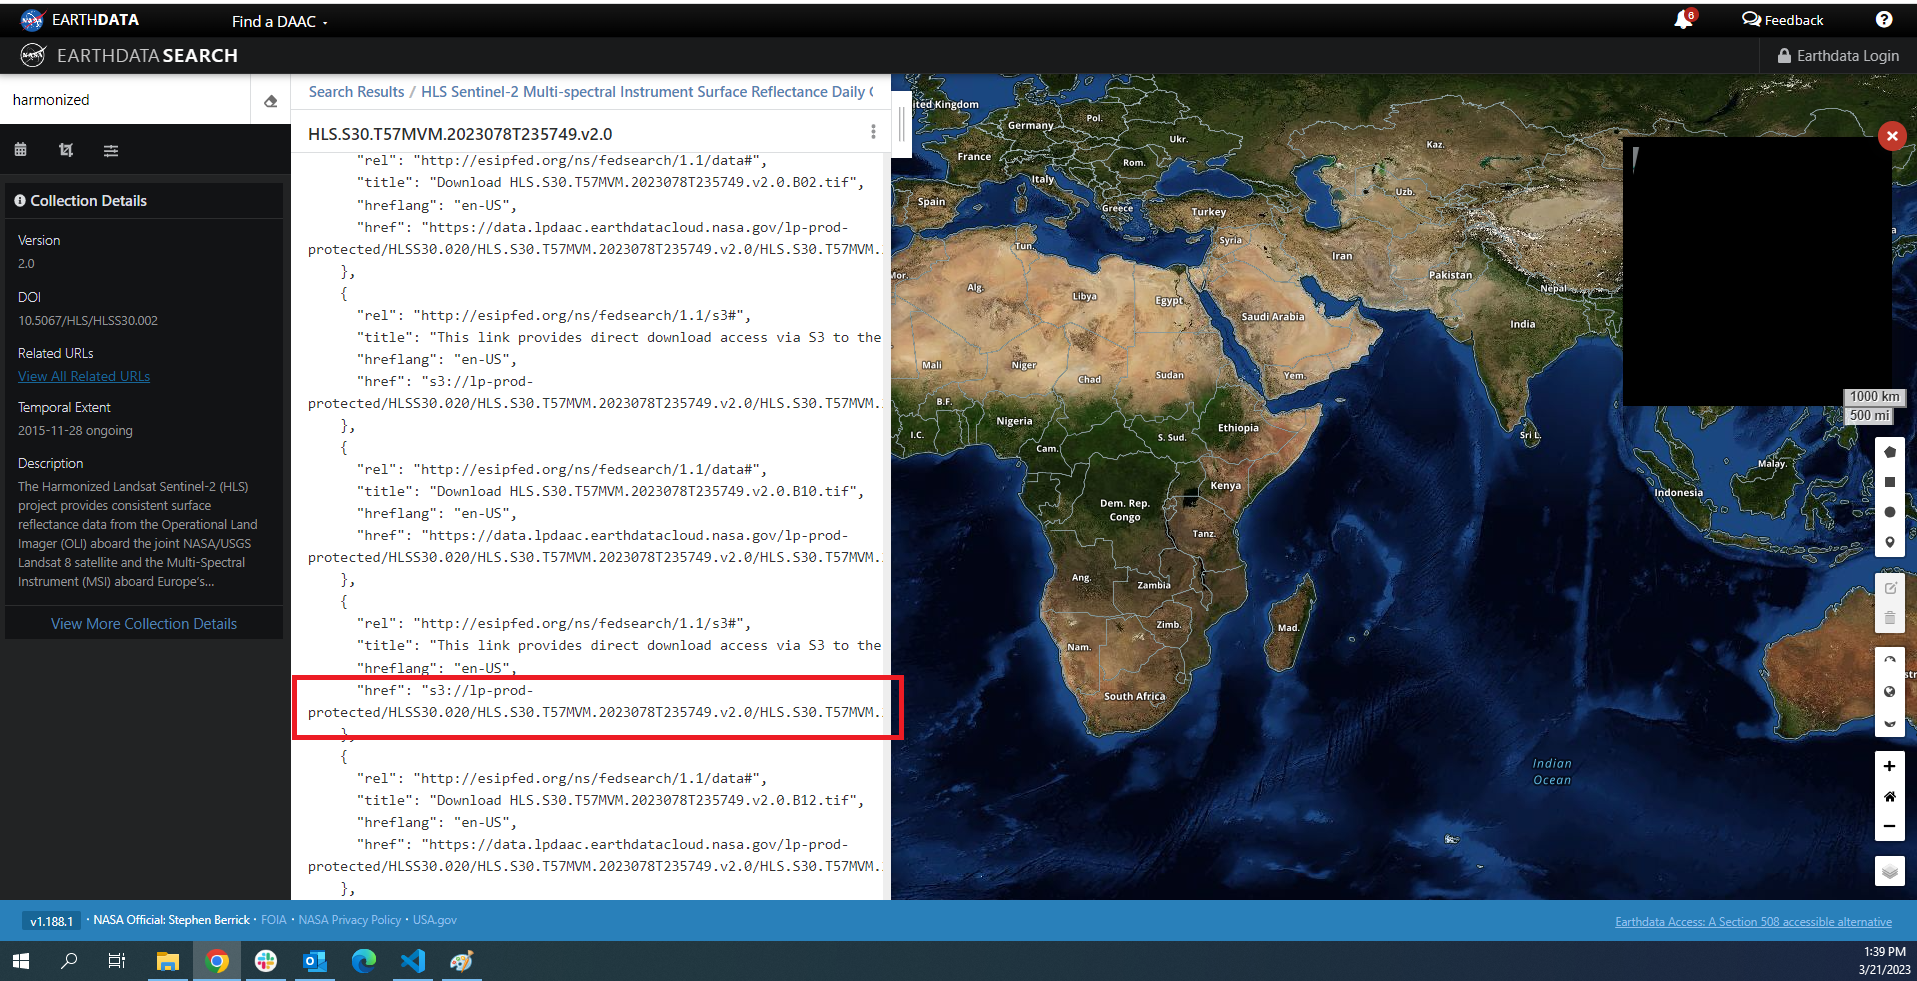 EARTHDATA
Find a DAAC
6
Feedback
?
EARTHDATA SEARCH
Earthdata Login
harmonized
Collection Details
Version
2.0
DOI
10.5067/HLS/HLSS30.002
Related URLs
View All Related URLs
Temporal Extent
2015-11-28 ongoing
Description
The Harmonized Landsat Sentinel-2 (HLS)
project provides consistent surface
reflectance data from the Operational Land
Imager (OLI) aboard the joint NASA/USGS
Landsat 8 satellite and the Multi-Spectral
Instrument (MSI) aboard Europe's...
View More Collection Details
Search Results / HLS Sentinel-2 Multi-spectral Instrument Surface Reflectance Daily
HLS.S30.T57MVM.2023078T235749.v2.0
"rel": "http://esipfed.org/ns/fedsearch/1.1/data#",
"title": "Download HLS.S30.T57MVM.2023078T235749.v2.0.B02.tif",
"hreflang": "en-US",
"href": "https://data.lpdaac.earthdatacloud.nasa.gov/lp-prod-
protected/HLSS30.020/HLS.S30.T57MVM.2023078T235749.v2.0/HLS.S30.T57MVM.
},
{
"rel": "http://esipfed.org/ns/fedsearch/1.1/s3#",
"title": "This link provides direct download access via S3 to the
"hreflang": "en-US",
"href": "s3://lp-prod-
protected/HLSS30.020/HLS.S30.T57MVM.2023078T235749.v2.0/HLS.S30.T57MVM.
},
{
"rel": "http://esipfed.org/ns/fedsearch/1.1/data#",
"title": "Download HLS.S30.T57MVM.2023078T235749.v2.0.B10.tif",
"hreflang": "en-US",
"href": "https://data.lpdaac.earthdatacloud.nasa.gov/lp-prod-
protected/HLSS30.020/HLS.S30.T57MVM.2023078T235749.v2.0/HLS.S30.T57MVM.
},
{
"rel": "http://esipfed.org/ns/fedsearch/1.1/s3#",
"title": "This link provides direct download access via S3 to the
"hreflang": "en-US",
"href": "s3://lp-prod-
protected/HLSS30.020/HLS.S30.T57MVM.2023078T235749.v2.0/HLS.S30.T57MVM.
},
{
"rel": "http://esipfed.org/ns/fedsearch/1.1/data#",
"title": "Download HLS.S30.T57MVM.2023078T235749.v2.0.B12.tif",
"hreflang": "en-US",
"href": "https://data.lpdaac.earthdatacloud.nasa.gov/lp-prod-
protected/HLSS30.020/HLS.S30.T57MVM.2023078T235749.v2.0/HLS.S30.T57MVM.
},
ited Kingdom
Germany
Pol.
Ukr.
Kaz.
France
Rom.
Italy
Uzb.
Spain
Greece
Turkey
Tun.
Syria
Mor.
Iran
Pakistan
Alg.
Libya
Egypt
Nepal
Saudi Arabia
India
Mali
Niger
Chad
Sudan
Yem.
B.F.
1000 km
500 mi
Nigeria
I.C.
S. Sud.
Ethiopia
Sri L.
Cam.
Malay.
Kenya
Indonesia
Dem. Rep.
Congo
Tanz.
Ang.
Zambia
Zimb.
Mad.
Nam.
South Africa
Indian
Ocean
v1.188.1 · NASA Official: Stephen Berrick · FOIA · NASA Privacy Policy · USA.gov
Earthdata Access: A Section 508 accessible alternative
1:39 PM
3/21/2023